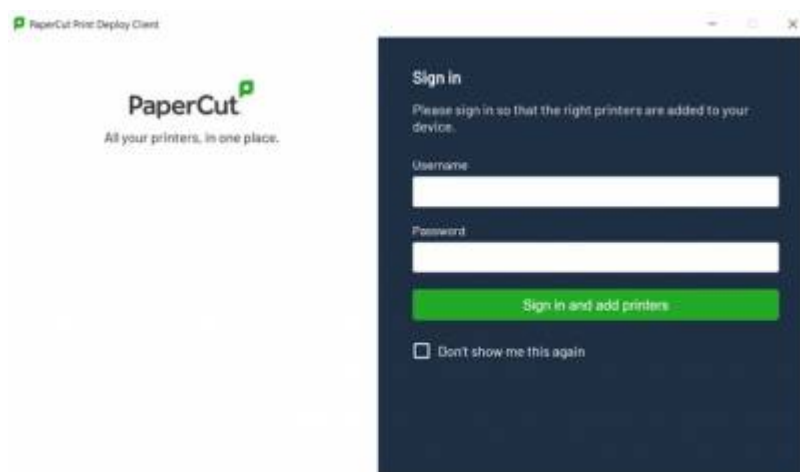 PaperCut Print Deploy Client
PaperCut
All your printers, in one place.
Sign in
Please sign in so that the right printers are added to your
device.
Username
Password
Sign in and add printers
Don't show me this again